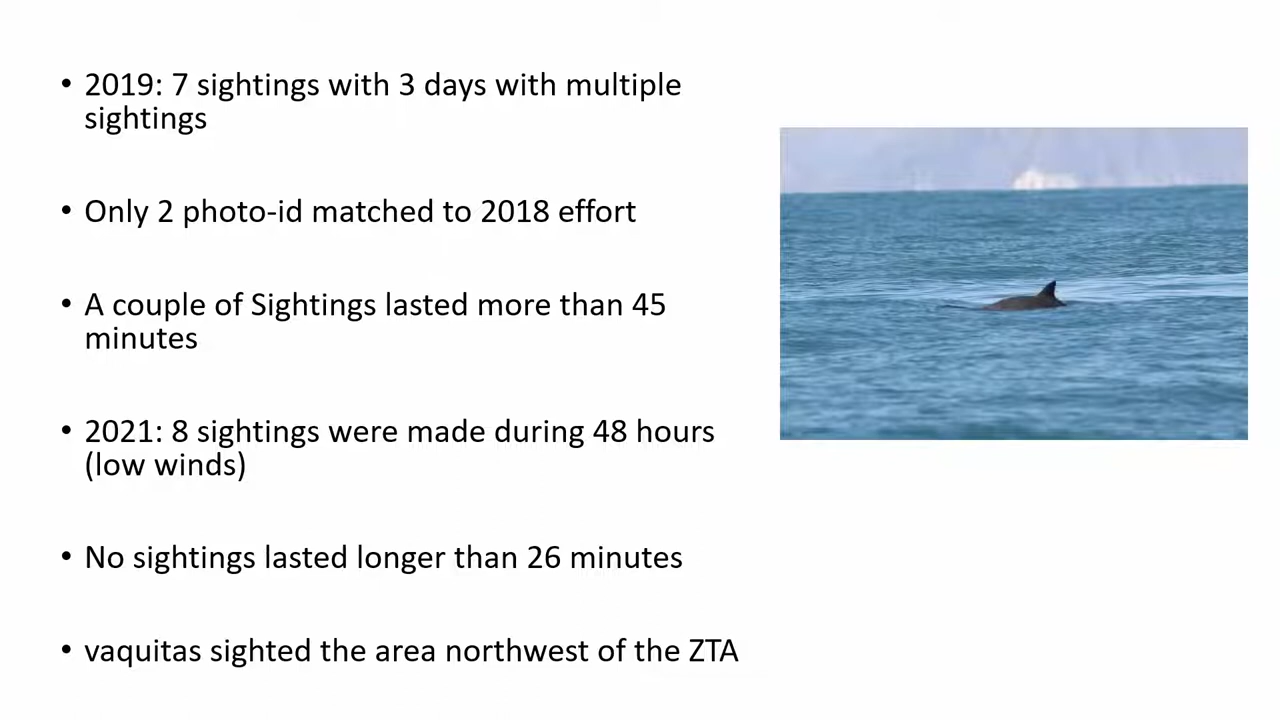 • 2019: 7 sightings with 3 days with multiple
sightings
• Only 2 photo-id matched to 2018 effort
• A couple of Sightings lasted more than 45
minutes
• 2021: 8 sightings were made during 48 hours
(low winds)
• No sightings lasted longer than 26 minutes
• vaquitas sighted the area northwest of the ZTA